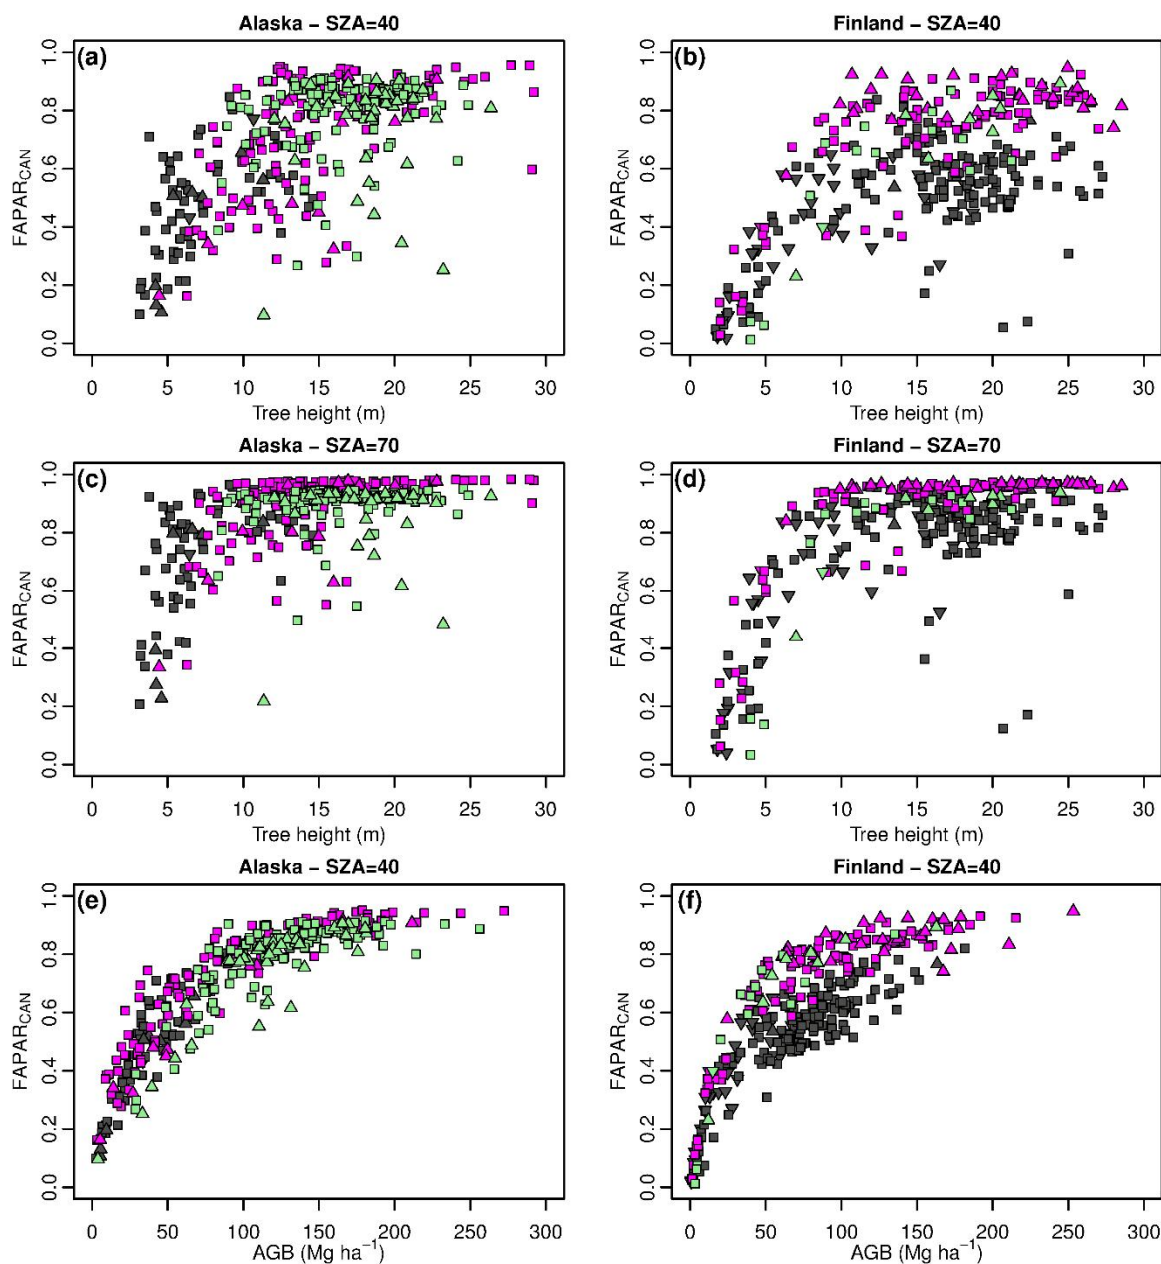 Alaska − SZA=40
Finland − SZA=40
(a)
(b)
FAPAR_CAN
0.0 0.2 0.4 0.6 0.8 1.0
0 5 10 15 20 25 30
Tree height (m)
FAPAR_CAN
0.0 0.2 0.4 0.6 0.8 1.0
0 5 10 15 20 25 30
Tree height (m)
Alaska − SZA=70
Finland − SZA=70
(c)
(d)
FAPAR_CAN
0.0 0.2 0.4 0.6 0.8 1.0
0 5 10 15 20 25 30
Tree height (m)
FAPAR_CAN
0.0 0.2 0.4 0.6 0.8 1.0
0 5 10 15 20 25 30
Tree height (m)
Alaska − SZA=40
Finland − SZA=40
(e)
(f)
FAPAR_CAN
0.0 0.2 0.4 0.6 0.8 1.0
0 50 100 150 200 250 300
AGB (Mg ha⁻¹)
FAPAR_CAN
0.0 0.2 0.4 0.6 0.8 1.0
0 50 100 150 200 250 300
AGB (Mg ha⁻¹)